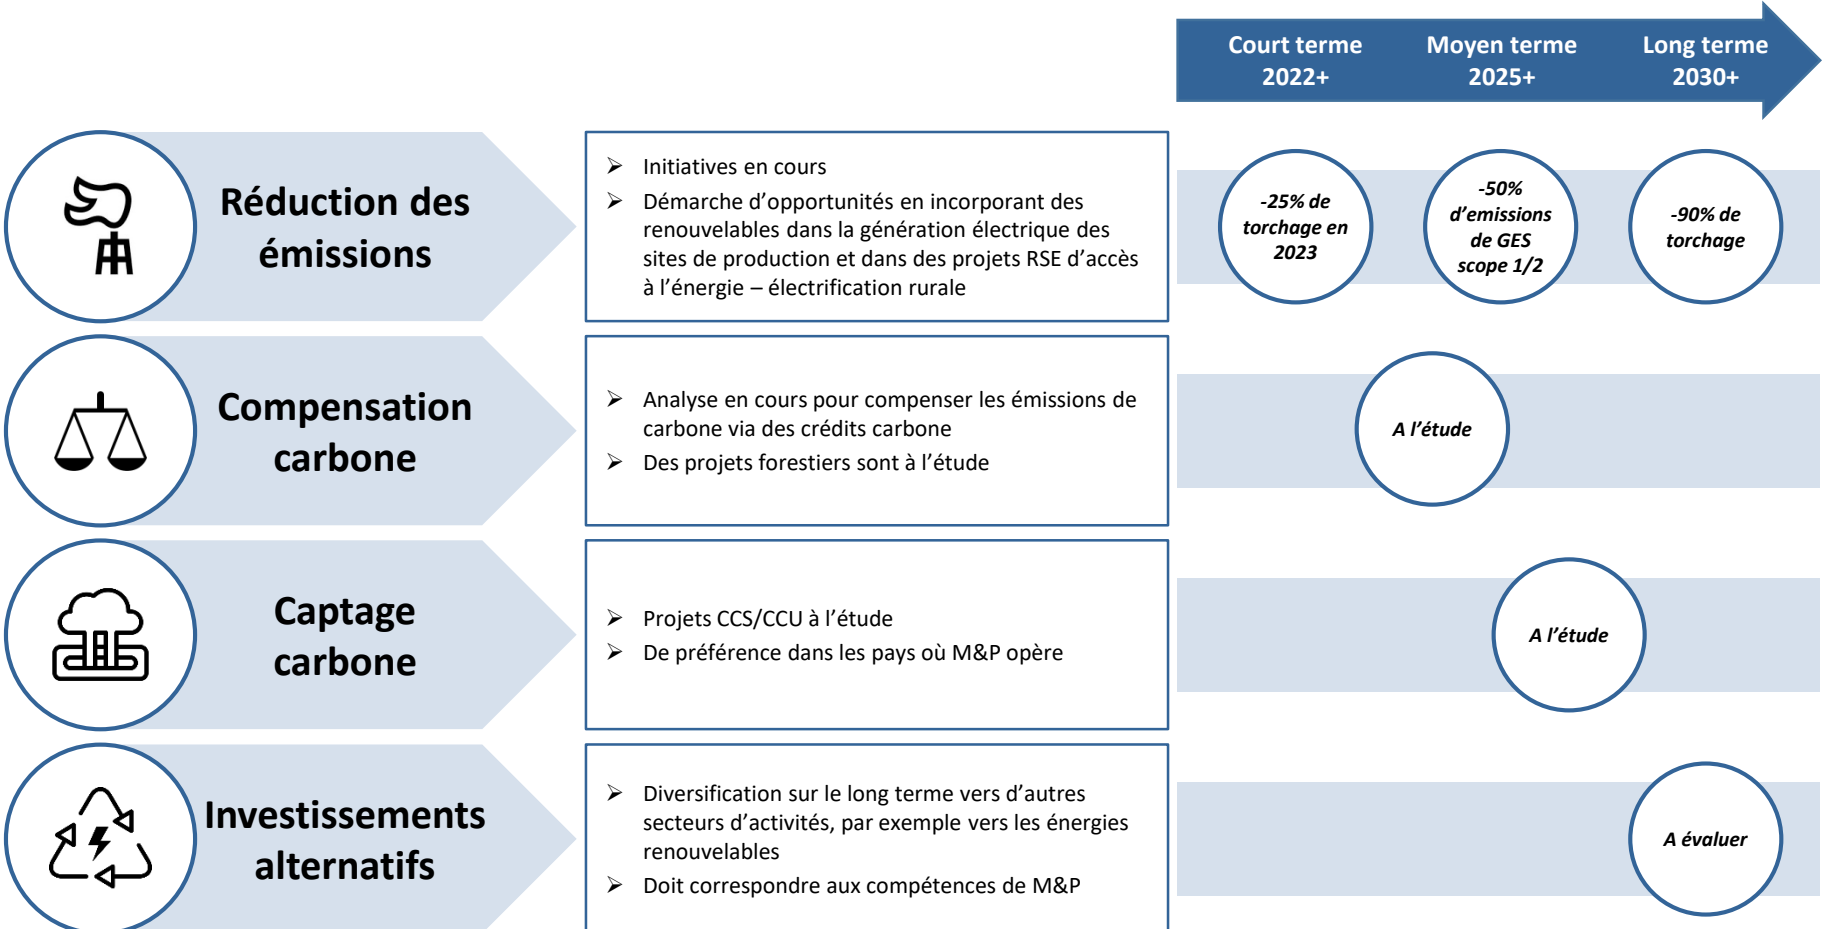 Court terme
2022+
Moyen terme
2025+
Long terme
2030+
Réduction des
émissions
➢ Initiatives en cours
➢ Démarche d’opportunités en incorporant des
renouvelables dans la génération électrique des
sites de production et dans des projets RSE d’accès
à l’énergie – électrification rurale
-25% de
torchage en
2023
-50%
d’emissions
de GES
scope 1/2
-90% de
torchage
Compensation
carbone
➢ Analyse en cours pour compenser les émissions de
carbone via des crédits carbone
➢ Des projets forestiers sont à l’étude
A l’étude
Captage
carbone
➢ Projets CCS/CCU à l’étude
➢ De préférence dans les pays où M&P opère
A l’étude
Investissements
alternatifs
➢ Diversification sur le long terme vers d’autres
secteurs d’activités, par exemple vers les énergies
renouvelables
➢ Doit correspondre aux compétences de M&P
A évaluer